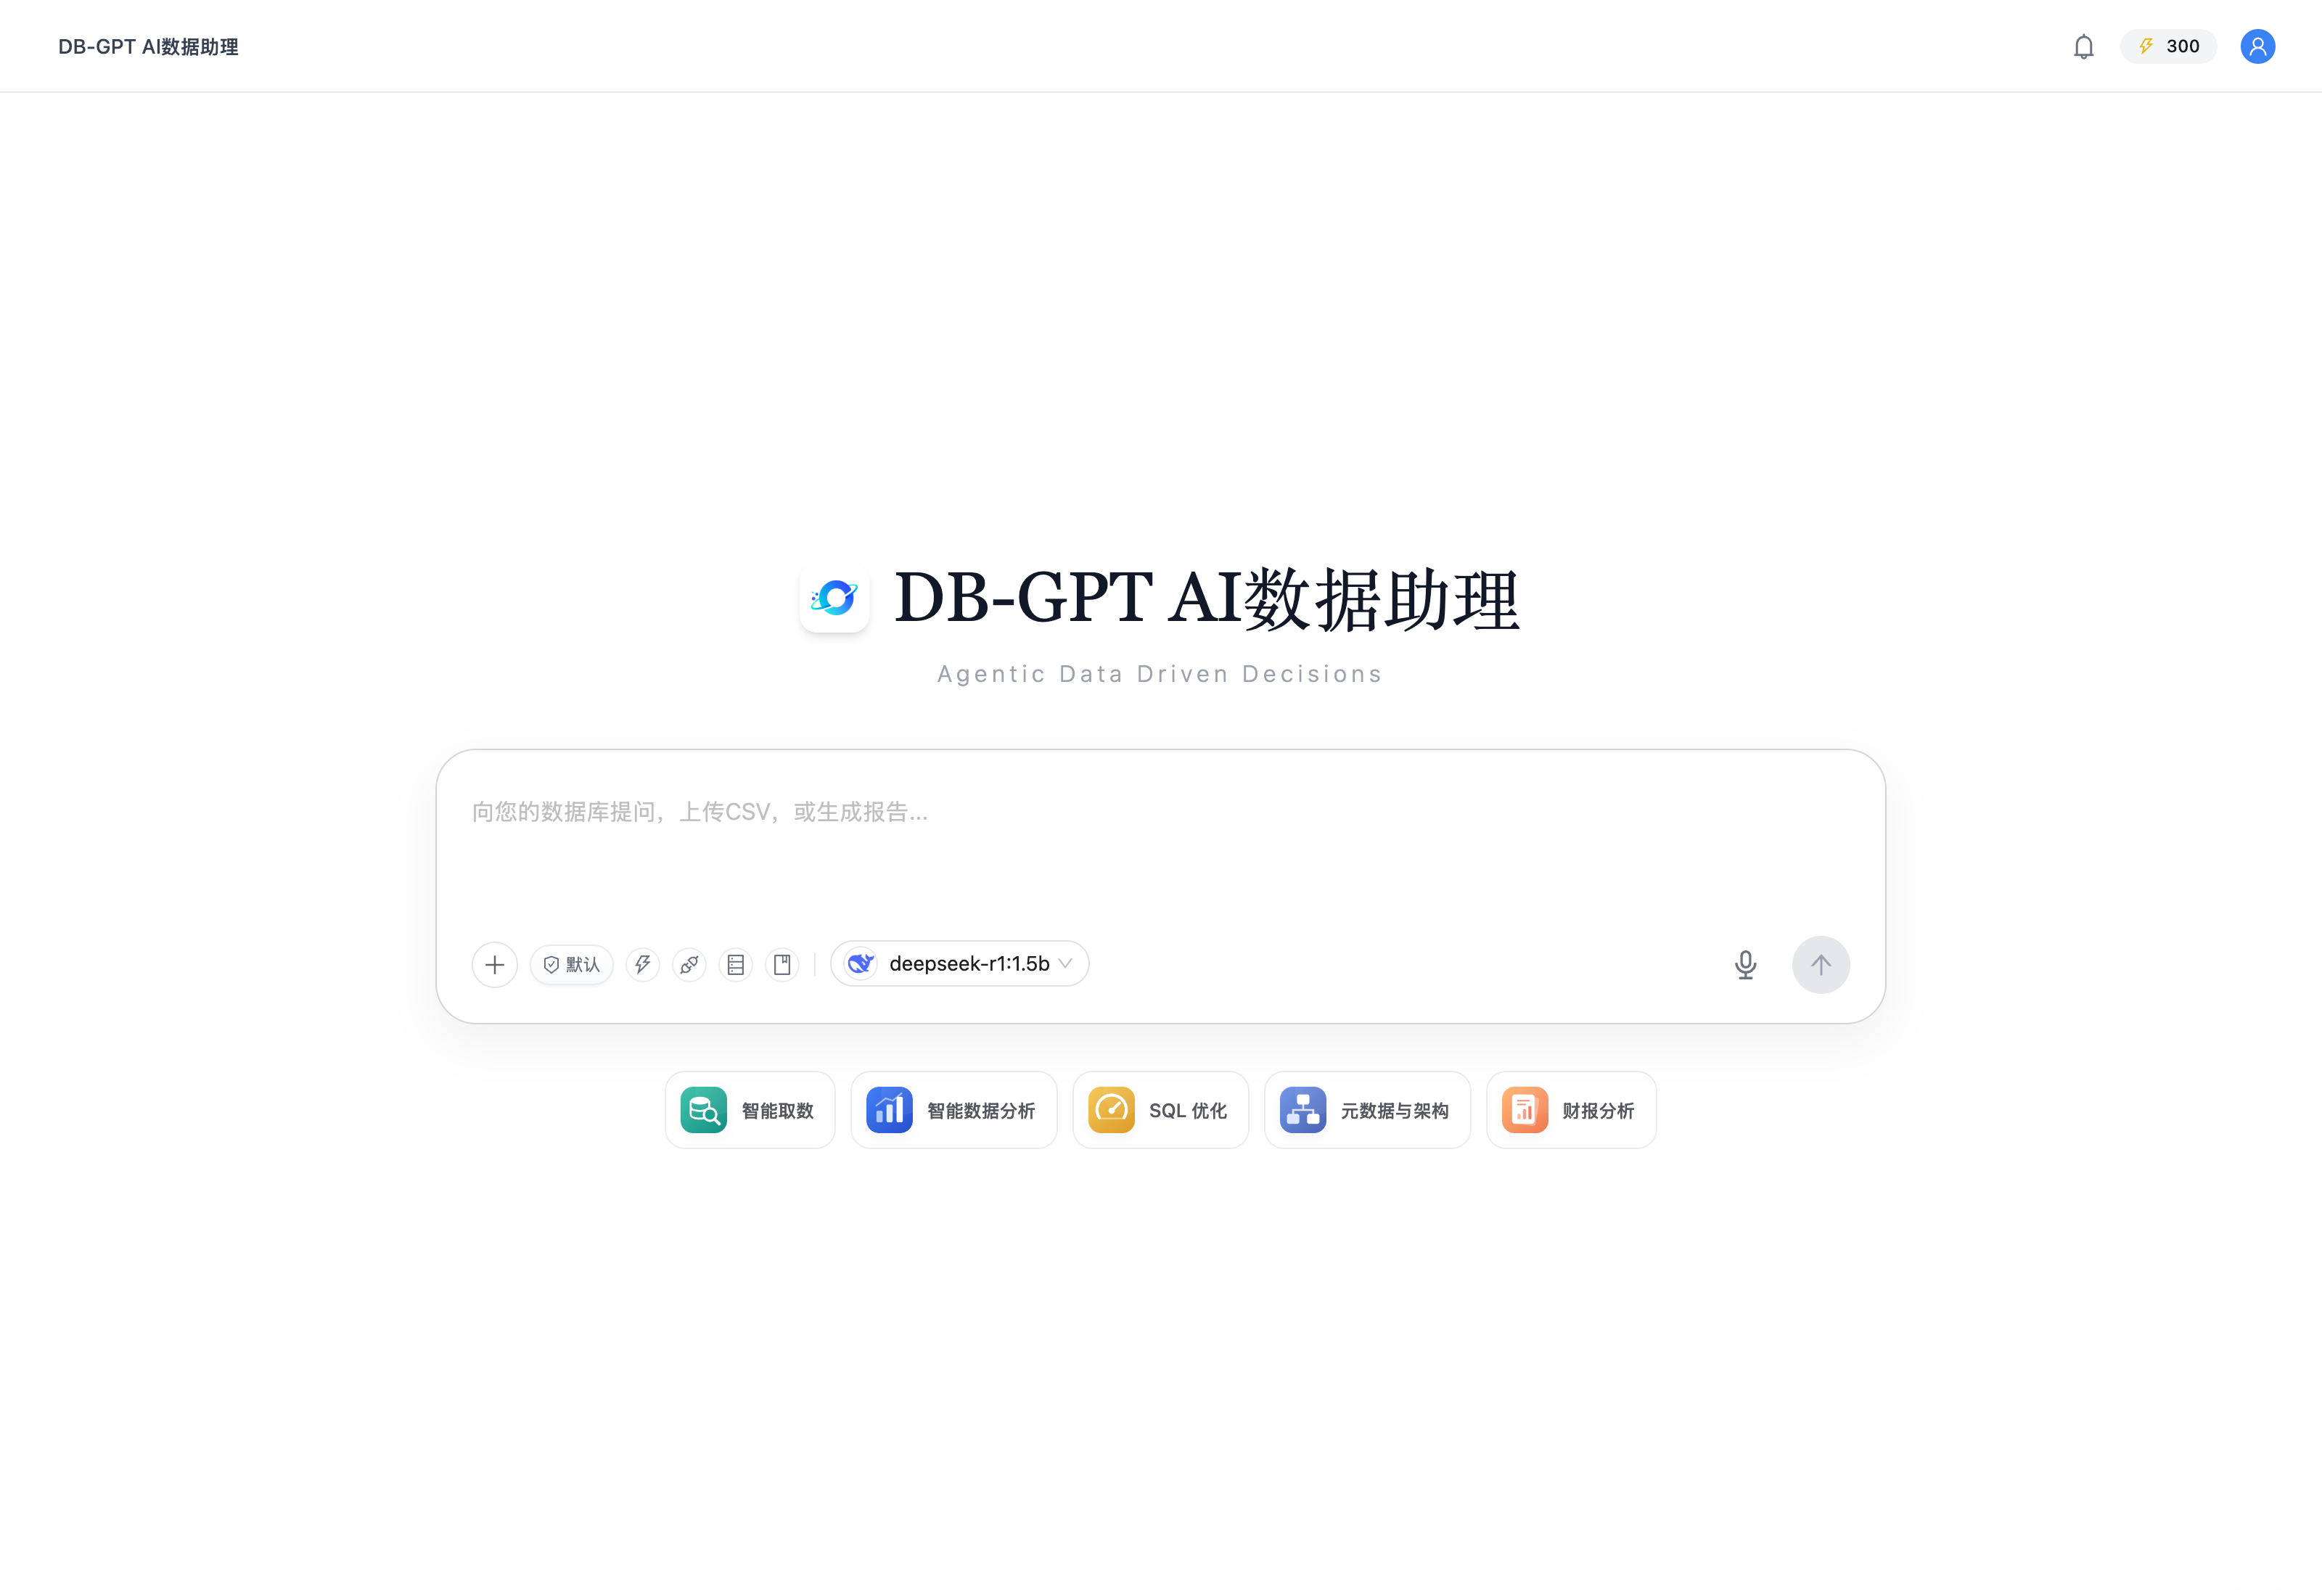 DB-GPT AI数据助理
300
DB-GPT AI数据助理
Agentic Data Driven Decisions
向您的数据库提问，上传CSV，或生成报告...
默认
deepseek-r1:1.5b
智能取数
智能数据分析
SQL 优化
元数据与架构
财报分析